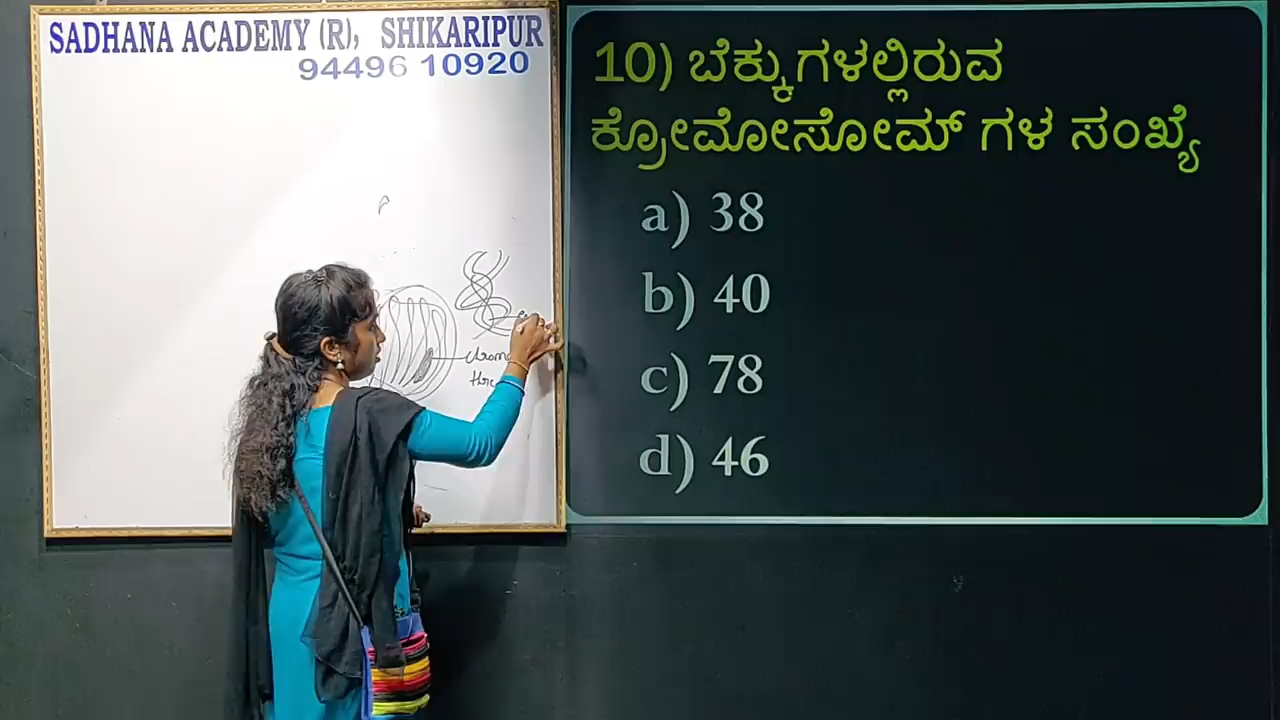 SADHANA ACADEMY (R), SHIKARIPUR
94496 10920
10) ಬೆಕ್ಕುಗಳಲ್ಲಿರುವ
ಕ್ರೋಮೋಸೋಮ್ ಗಳ ಸಂಖ್ಯೆ
a) 38
b) 40
c) 78
d) 46